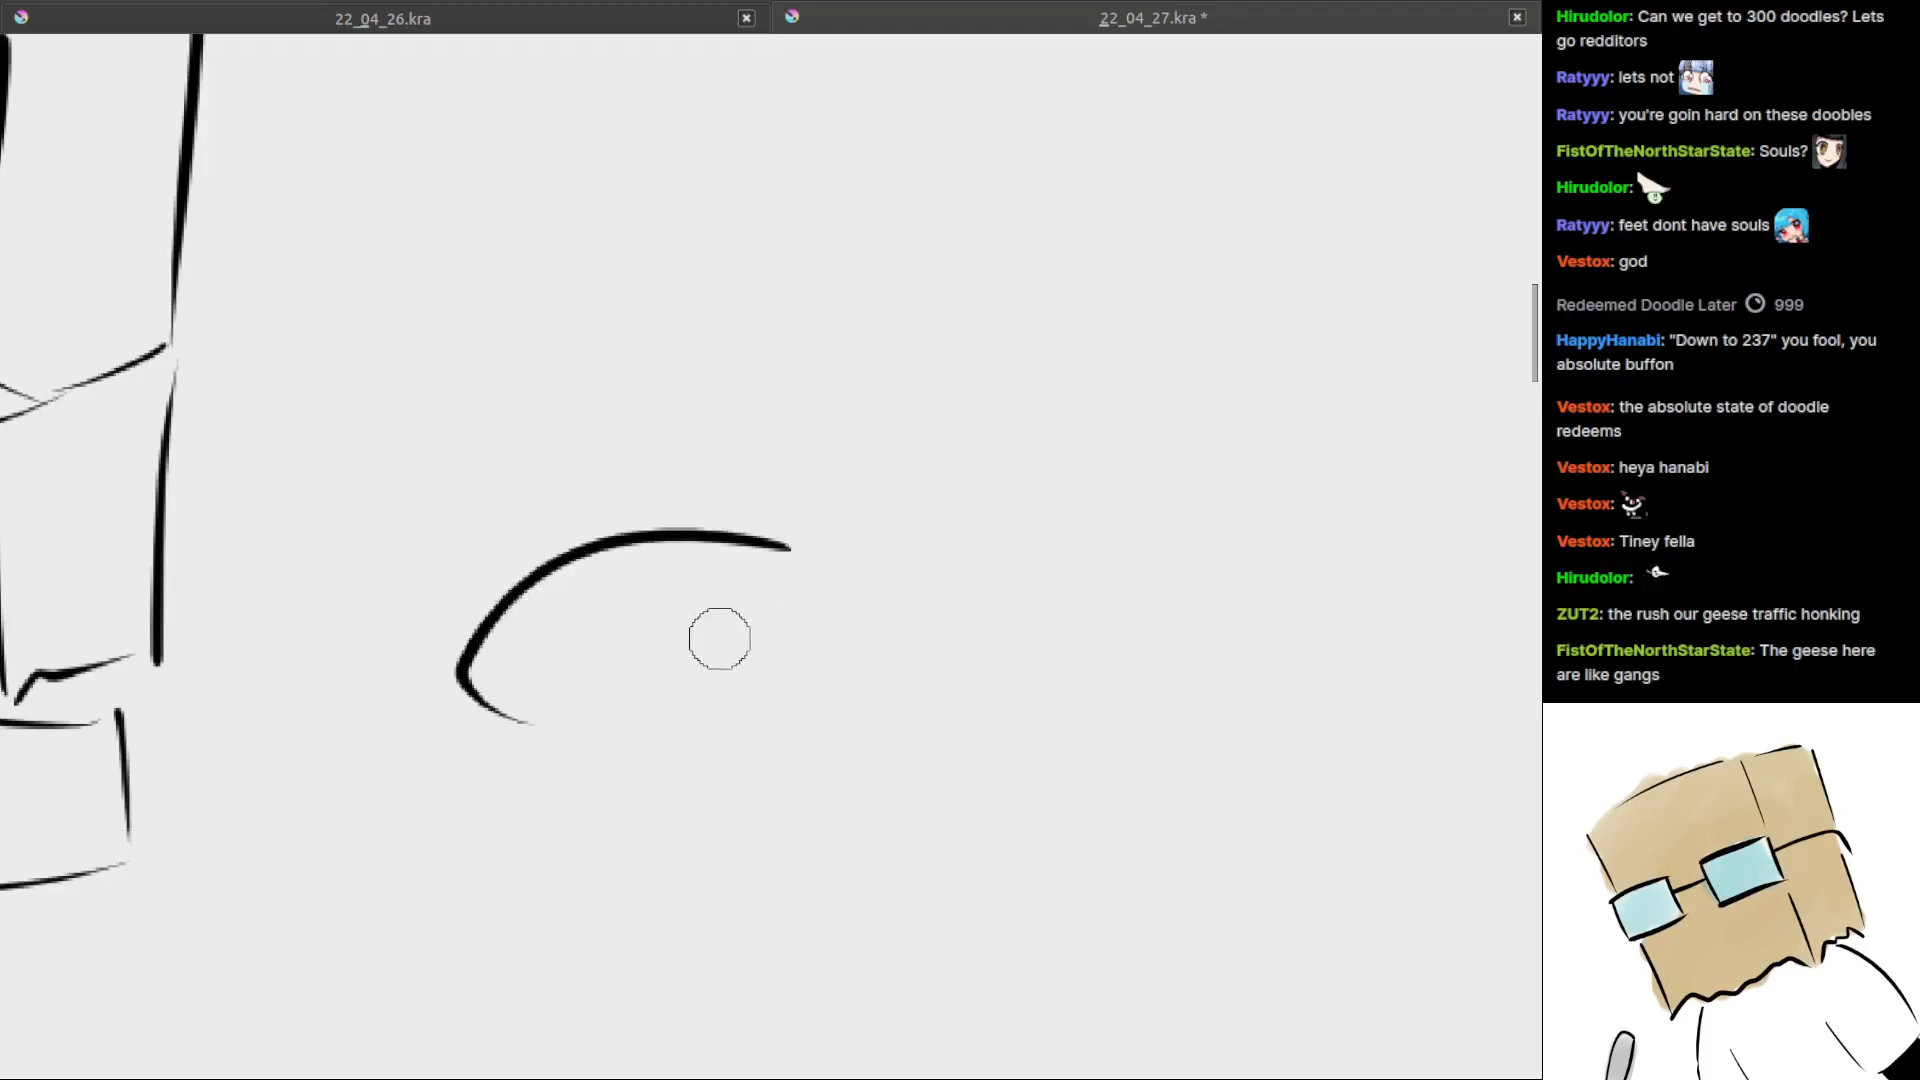 22_04_26.kra
22_04_27.kra *
Hirudolor: Can we get to 300 doodles? Lets
go redditors
Ratyyy: lets not
Ratyyy: you're goin hard on these doobles
FistOfTheNorthStarState: Souls?
Hirudolor:
Ratyyy: feet dont have souls
Vestox: god
Redeemed Doodle Later 999
HappyHanabi: "Down to 237" you fool, you
absolute buffon
Vestox: the absolute state of doodle
redeems
Vestox: heya hanabi
Vestox:
Vestox: Tiney fella
Hirudolor:
ZUT2: the rush our geese traffic honking
FistOfTheNorthStarState: The geese here
are like gangs